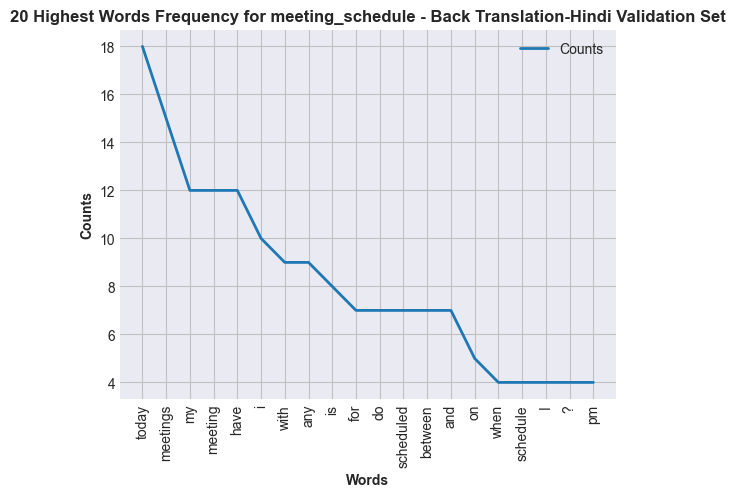 20 Highest Words Frequency for meeting_schedule - Back Translation-Hindi Validation Set
Counts
18
16
14
12
10
8
6
4
Counts
today
meetings
my
meeting
have
i
with
any
is
for
do
scheduled
between
and
on
when
schedule
I
?
pm
Words